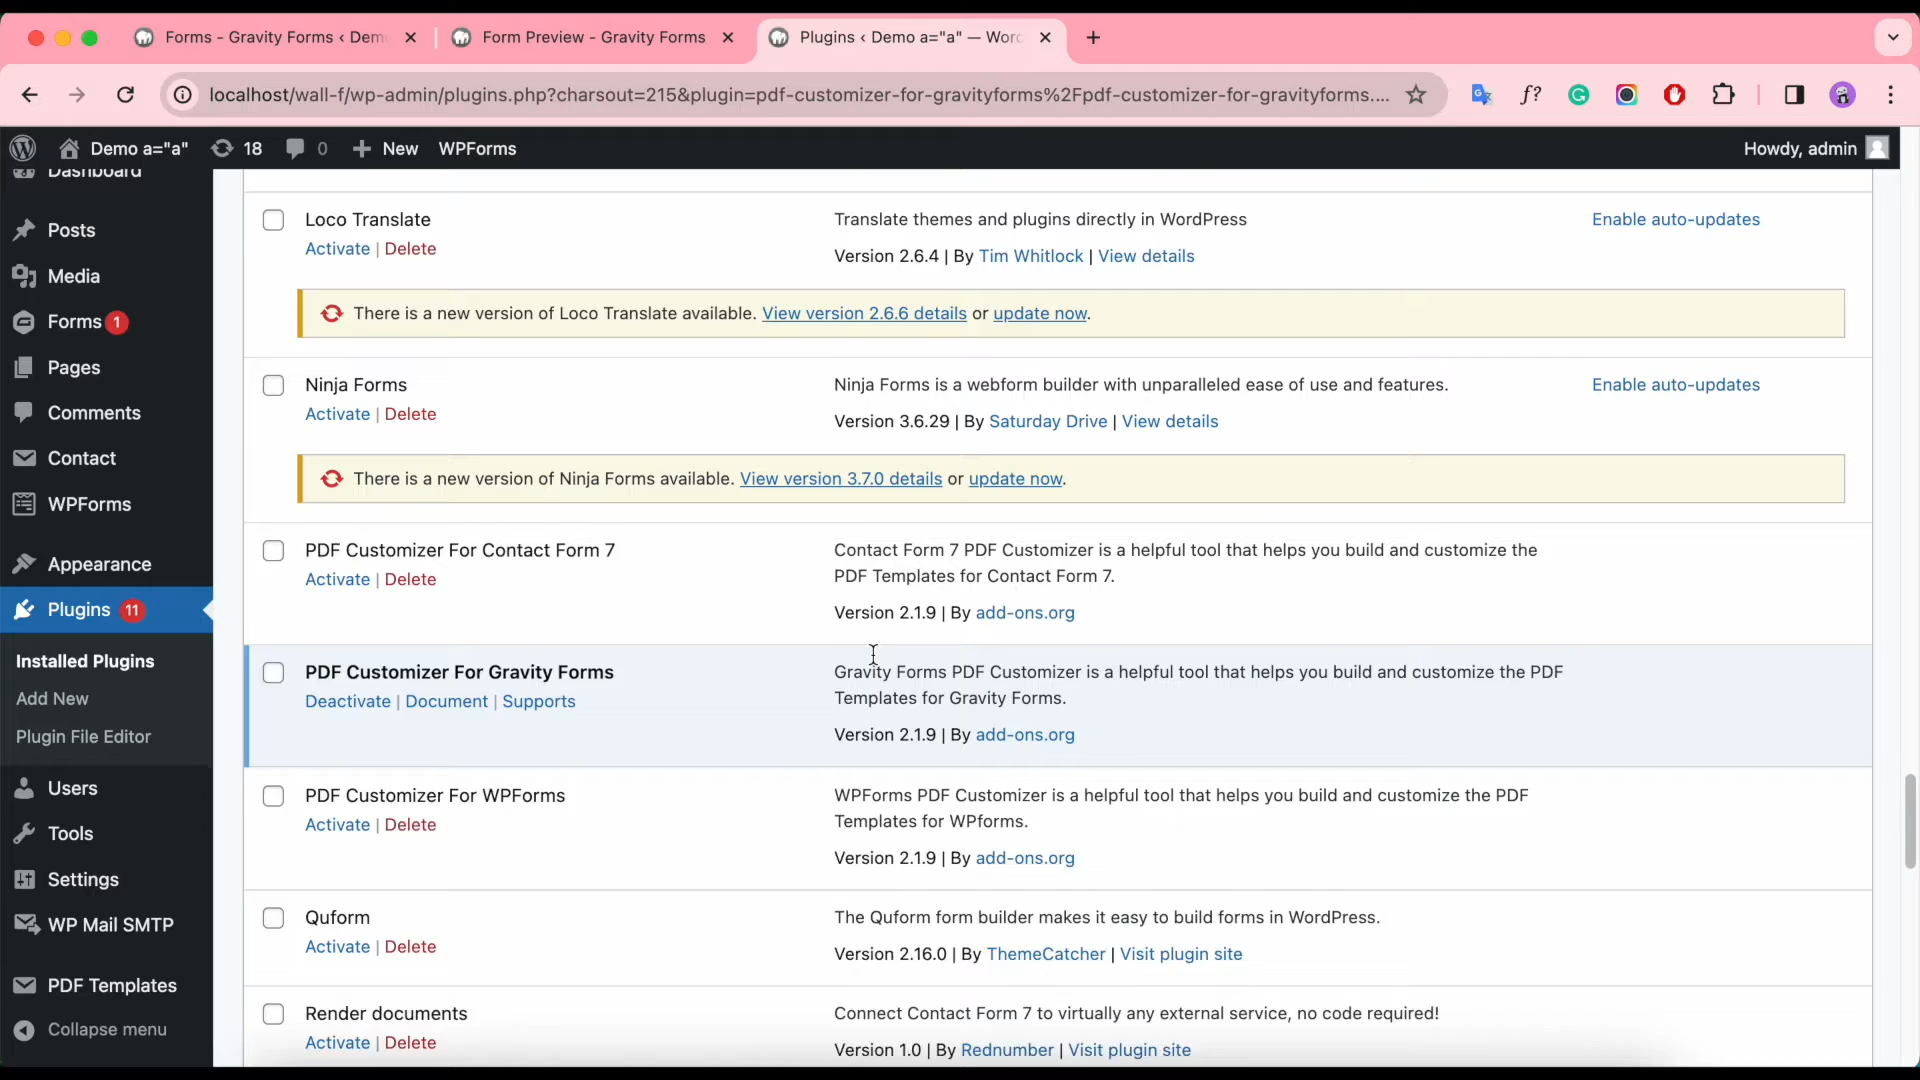 Forms - Gravity Forms ‹ Dem
Form Preview - Gravity Forms
Plugins ‹ Demo a="a" — Word
localhost/wall-f/wp-admin/plugins.php?charsout=215&plugin=pdf-customizer-for-gravityforms%2Fpdf-customizer-for-gravityforms....
f?
Demo a="a"
18
0
New
WPForms
Howdy, admin
Dashboard
Posts
Media
Forms 1
Pages
Comments
Contact
WPForms
Appearance
Plugins 11
Installed Plugins
Add New
Plugin File Editor
Users
Tools
Settings
WP Mail SMTP
PDF Templates
Collapse menu
Loco Translate
Activate | Delete
Translate themes and plugins directly in WordPress
Version 2.6.4 | By Tim Whitlock | View details
Enable auto-updates
There is a new version of Loco Translate available. View version 2.6.6 details or update now.
Ninja Forms
Activate | Delete
Ninja Forms is a webform builder with unparalleled ease of use and features.
Version 3.6.29 | By Saturday Drive | View details
Enable auto-updates
There is a new version of Ninja Forms available. View version 3.7.0 details or update now.
PDF Customizer For Contact Form 7
Activate | Delete
Contact Form 7 PDF Customizer is a helpful tool that helps you build and customize the
PDF Templates for Contact Form 7.
Version 2.1.9 | By add-ons.org
PDF Customizer For Gravity Forms
Deactivate | Document | Supports
Gravity Forms PDF Customizer is a helpful tool that helps you build and customize the PDF
Templates for Gravity Forms.
Version 2.1.9 | By add-ons.org
PDF Customizer For WPForms
Activate | Delete
WPForms PDF Customizer is a helpful tool that helps you build and customize the PDF
Templates for WPforms.
Version 2.1.9 | By add-ons.org
Quform
Activate | Delete
The Quform form builder makes it easy to build forms in WordPress.
Version 2.16.0 | By ThemeCatcher | Visit plugin site
Render documents
Activate | Delete
Connect Contact Form 7 to virtually any external service, no code required!
Version 1.0 | By Rednumber | Visit plugin site